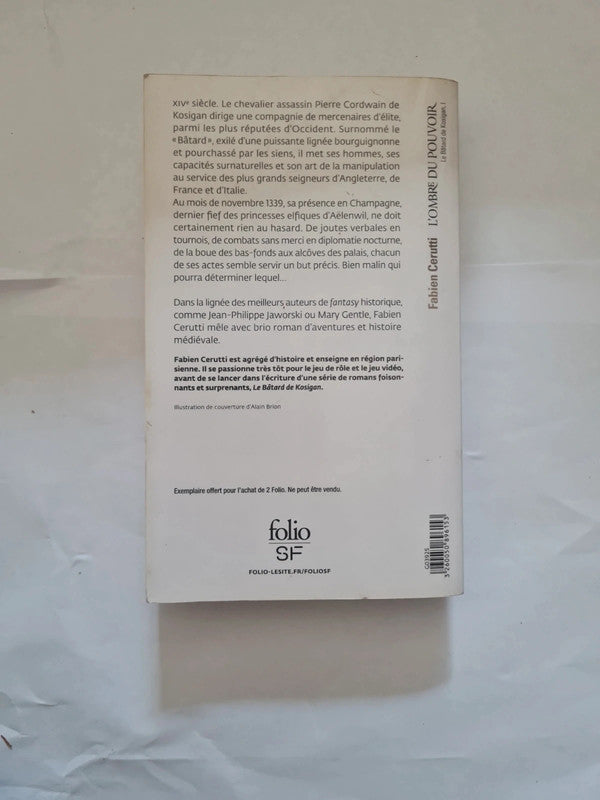 XIVe siècle. Le chevalier assassin Pierre Cordwain de
Kosigan dirige une compagnie de mercenaires d'élite,
parmi les plus réputées d'Occident. Surnommé le
« Bâtard », exilé d'une puissante lignée bourguignonne
et pourchassé par les siens, il met ses hommes, ses
capacités surnaturelles et son art de la manipulation
au service des plus grands seigneurs d'Angleterre, de
France et d'Italie.
Au mois de novembre 1339, sa présence en Champagne,
dernier fief des princesses elfiques d'Aëlenwil, ne doit
certainement rien au hasard. De joutes verbales en
tournois, de combats sans merci en diplomatie nocturne,
de la boue des bas-fonds aux alcôves des palais, chacun
de ses actes semble servir un but précis. Bien malin qui
pourra déterminer lequel...
Dans la lignée des meilleurs auteurs de fantasy historique,
comme Jean-Philippe Jaworski ou Mary Gentle, Fabien
Cerutti mêle avec brio roman d'aventures et histoire
médiévale.
Fabien Cerutti est agrégé d'histoire et enseigne en région pari-
sienne. Il se passionne très tôt pour le jeu de rôle et le jeu vidéo,
avant de se lancer dans l'écriture d'une série de romans foison-
nants et surprenants, Le Bâtard de Kosigan.
Illustration de couverture d'Alain Brion
Exemplaire offert pour l'achat de 2 Folio. Ne peut être vendu.
folio
SF
FOLIO-LESITE.FR/FOLIOSF
Fabien Cerutti L'OMBRE DU POUVOIR
Le Bâtard de Kosigan, I
G03925
3 260050 896153